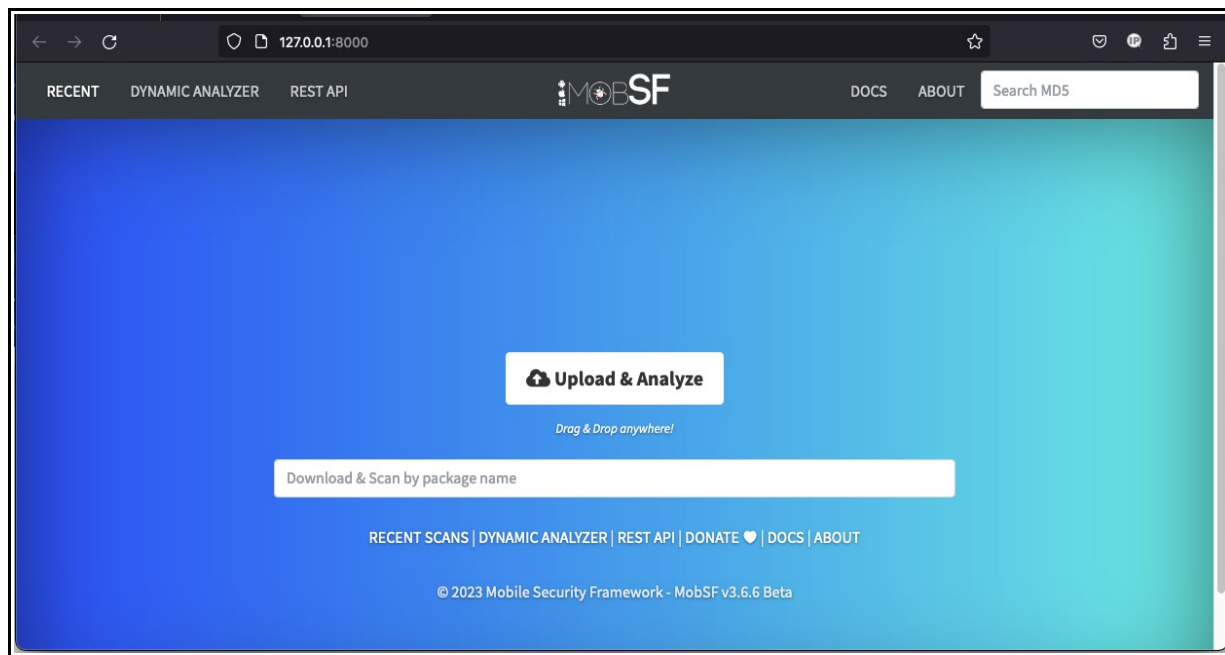 127.0.0.1:8000
RECENT DYNAMIC ANALYZER REST API MOBSF DOCS ABOUT Search MD5
Upload & Analyze
Drag & Drop anywhere!
Download & Scan by package name
RECENT SCANS | DYNAMIC ANALYZER | REST API | DONATE | DOCS | ABOUT
© 2023 Mobile Security Framework - MobSF v3.6.6 Beta